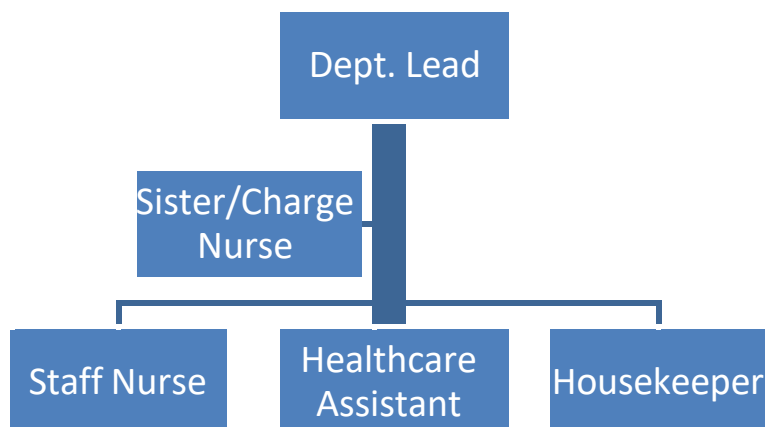 Dept. Lead
Sister/Charge
Nurse
Staff Nurse
Healthcare
Assistant
Housekeeper